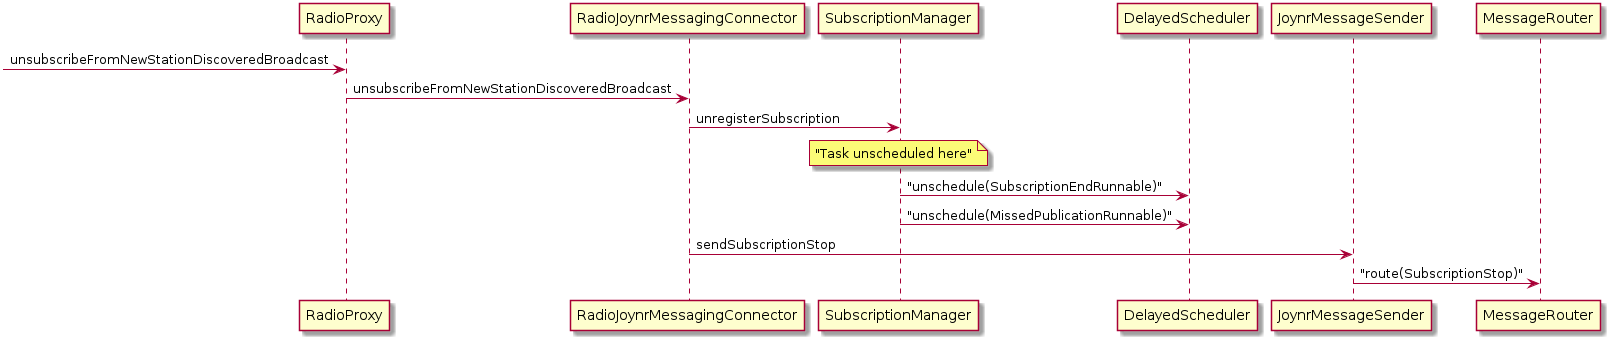 RadioProxy
RadioJoynrMessagingConnector
SubscriptionManager
DelayedScheduler
JoynrMessageSender
MessageRouter
unsubscribeFromNewStationDiscoveredBroadcast
unsubscribeFromNewStationDiscoveredBroadcast
unregisterSubscription
"Task unscheduled here"
"unschedule(SubscriptionEndRunnable)"
"unschedule(MissedPublicationRunnable)"
sendSubscriptionStop
"route(SubscriptionStop)"
RadioProxy
RadioJoynrMessagingConnector
SubscriptionManager
DelayedScheduler
JoynrMessageSender
MessageRouter